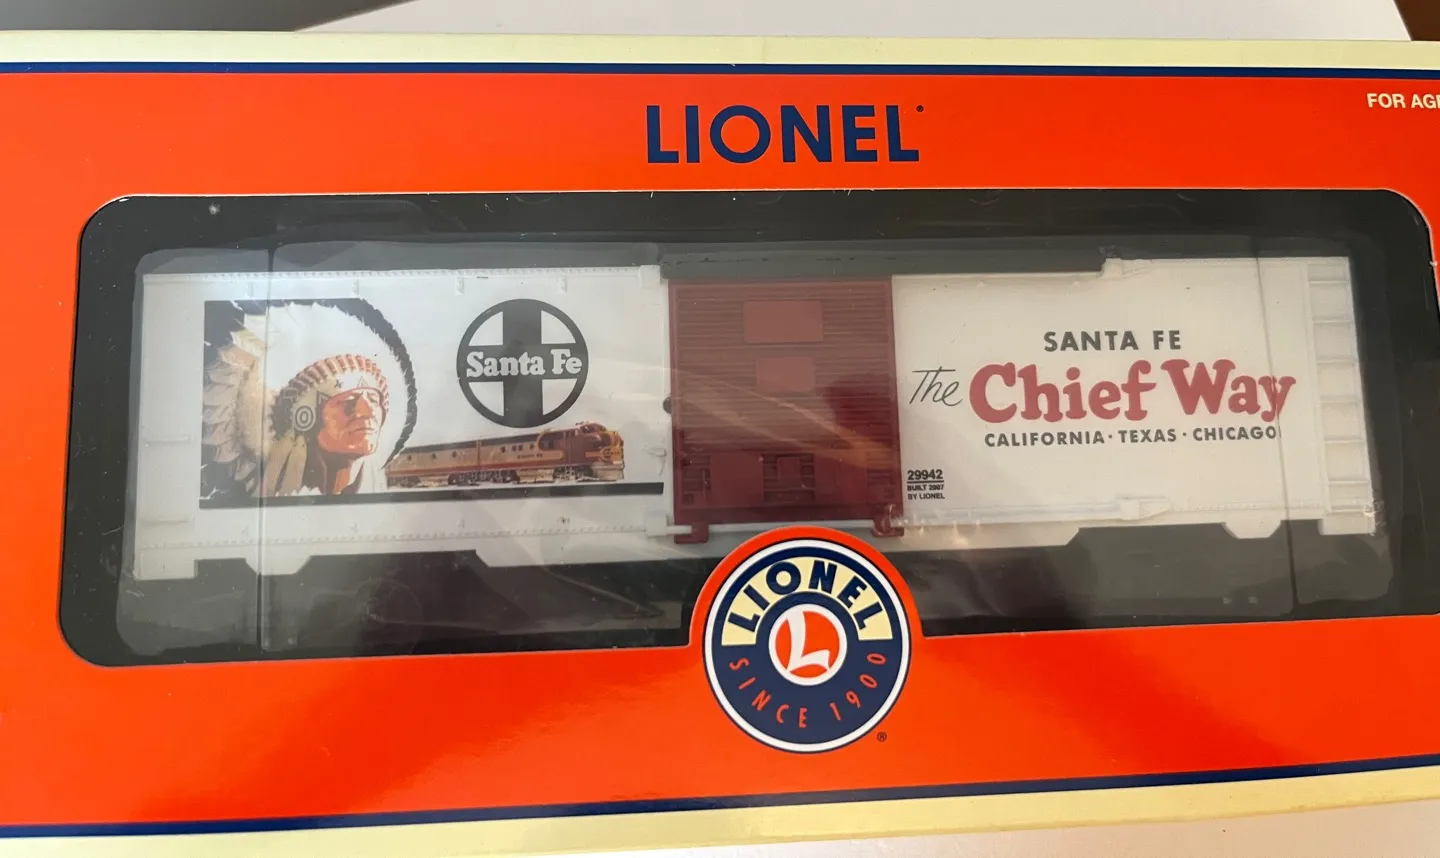 LIONEL
FOR AGE
Santa Fe
SANTA FE
The Chief Way
CALIFORNIA · TEXAS · CHICAGO
29942
BUILT 2007
BY LIONEL
LIONEL
L
SINCE 1900